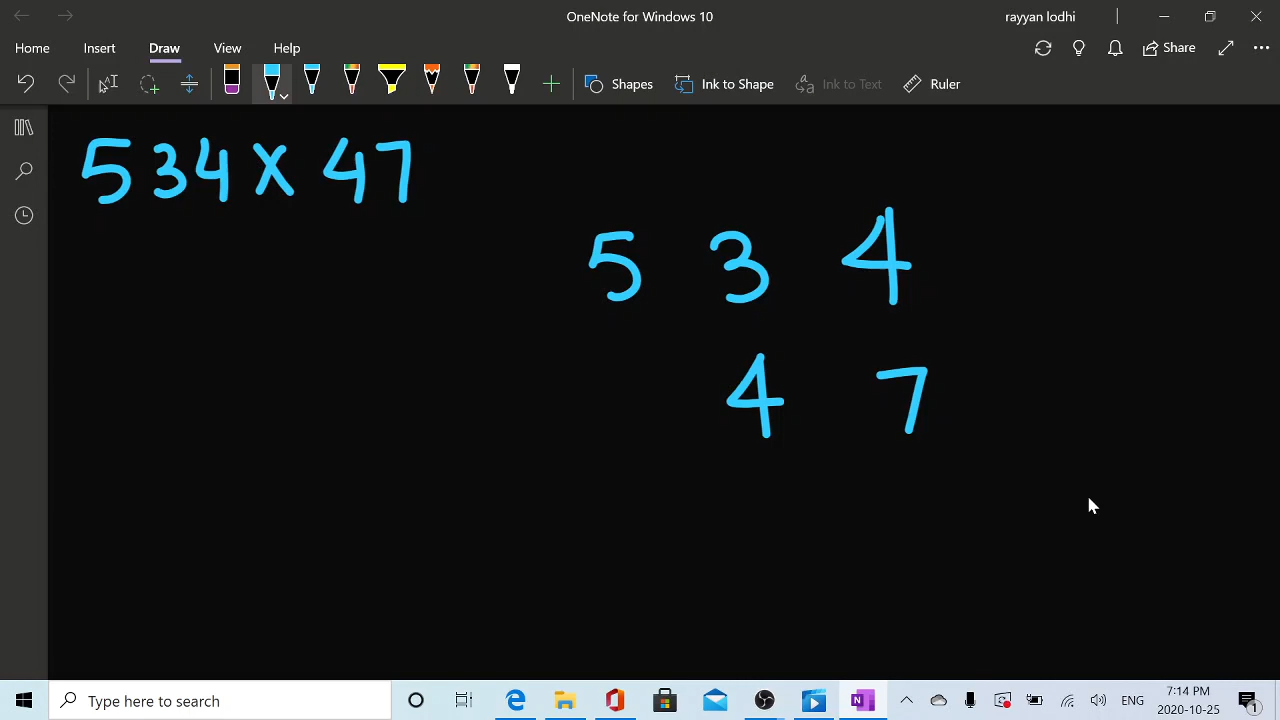 OneNote for Windows 10
rayyan lodhi
Home Insert Draw View Help
Share
Shapes Ink to Shape Ink to Text Ruler
534 x 47
5 3 4
4 7
Type here to search
ENG
7:14 PM
2020-10-25
1